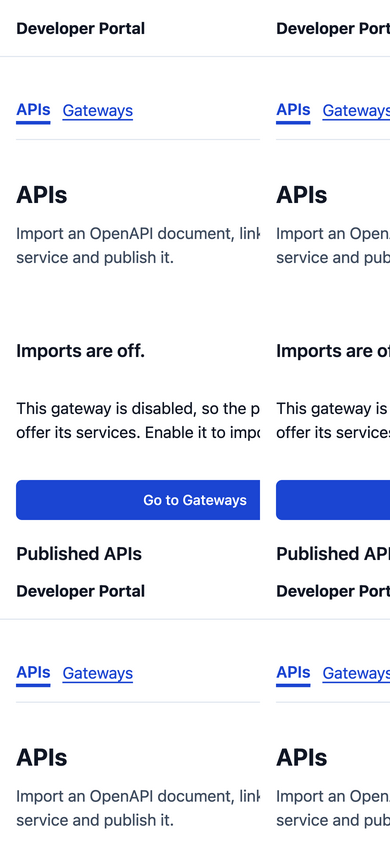 Developer Portal
APIs Gateways
APIs
Import an OpenAPI document, link
service and publish it.
Imports are off.
This gateway is disabled, so the p
offer its services. Enable it to impo
Go to Gateways
Published APIs
Developer Portal
APIs Gateways
APIs
Import an OpenAPI document, link
service and publish it.
Developer Port
APIs Gateways
APIs
Import an Open
service and pub
Imports are of
This gateway is
offer its services
Published API
Developer Port
APIs Gateways
APIs
Import an OpenA
service and pub